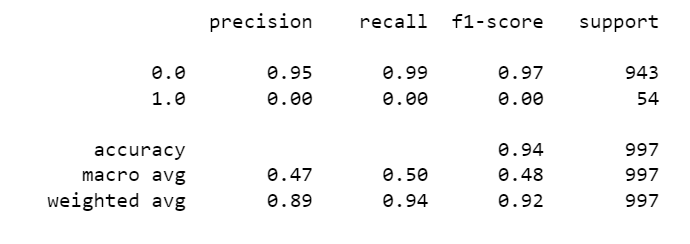 precision recall f1-score support
0.0 0.95 0.99 0.97 943
1.0 0.00 0.00 0.00 54
accuracy 0.94 997
macro avg 0.47 0.50 0.48 997
weighted avg 0.89 0.94 0.92 997